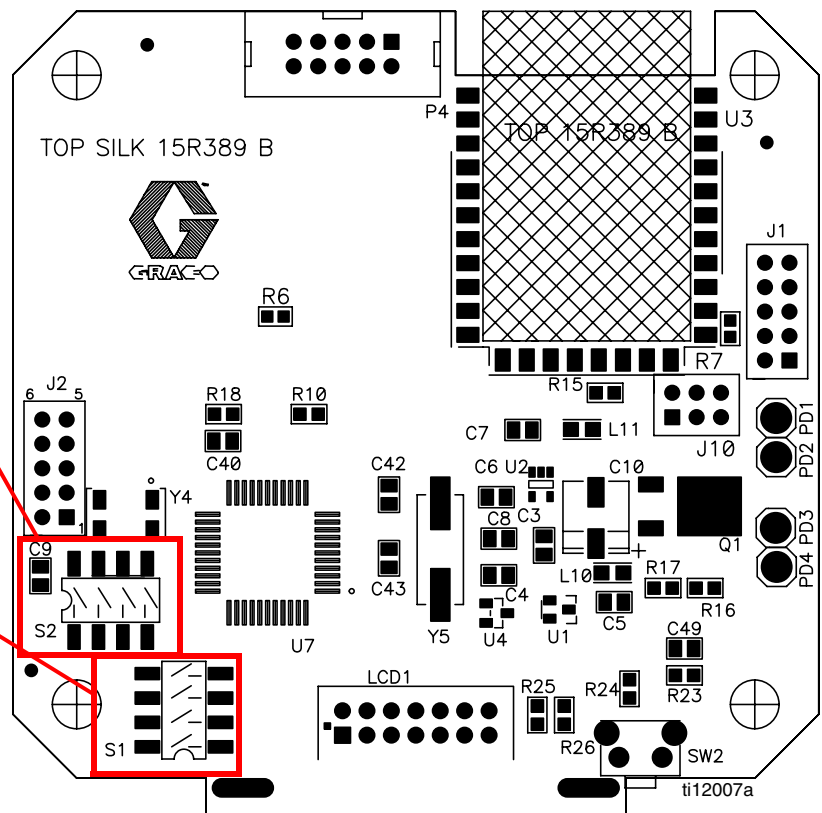 P4
TOP 15R389 B
U3
TOP SILK 15R389 B
J1
GRACO
R6
R7
J2
6 5
R15
R18
R10
PD1
C7
L11
J10
PD2
C40
C42
C6
U2
C10
Y4
1
C8
C3
PD3
+
Q1
C9
C43
L10
R17
PD4
C4
R16
S2
U7
Y5
U4
U1
C5
C49
LCD1
R25
R24
R23
S1
R26
SW2
ti12007a